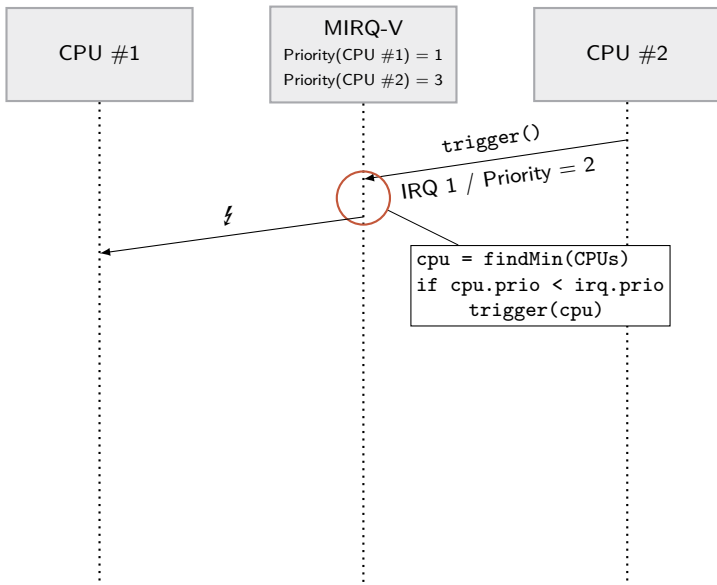 CPU #1
MIRQ-V
Priority(CPU #1) = 1
Priority(CPU #2) = 3
CPU #2
trigger()
IRQ 1 / Priority = 2
cpu = findMin(CPUs)
if cpu.prio < irq.prio
trigger(cpu)